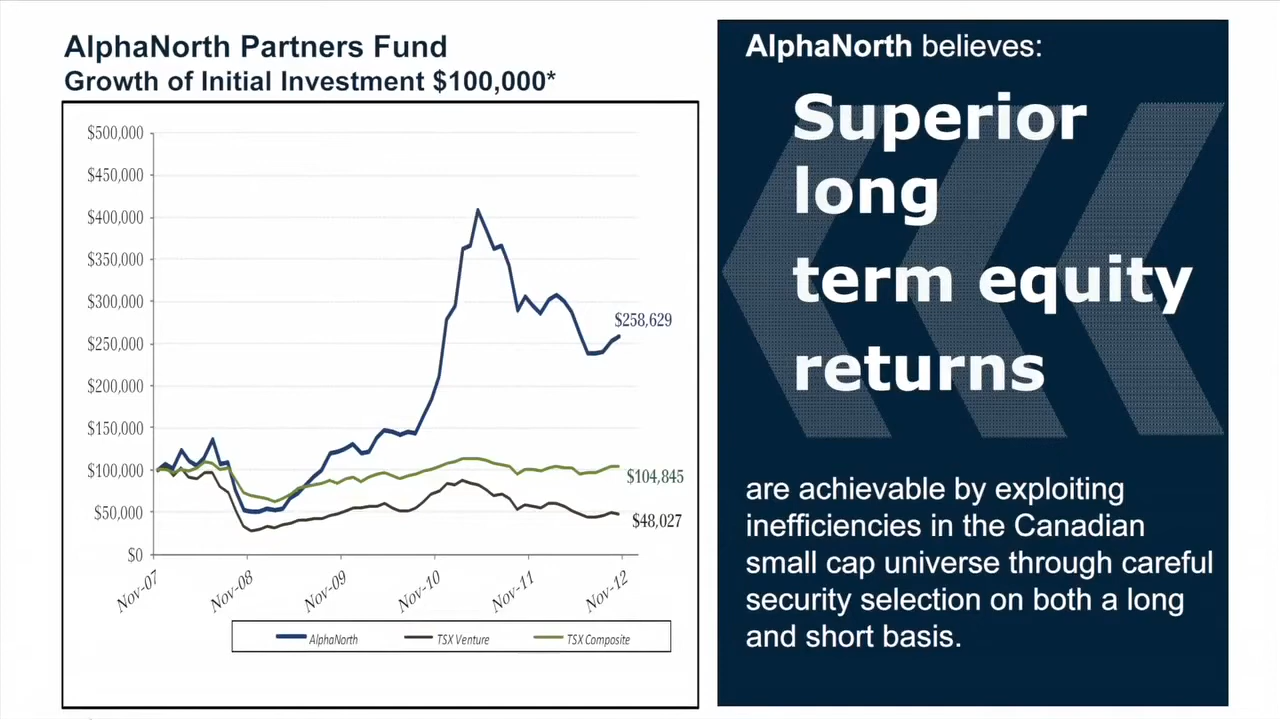 AlphaNorth Partners Fund
Growth of Initial Investment $100,000*
$500,000
$450,000
$400,000
$350,000
$300,000
$250,000
$200,000
$150,000
$100,000
$50,000
$0
$258,629
$104,845
$48,027
Nov-07
Nov-08
Nov-09
Nov-10
Nov-11
Nov-12
AlphaNorth
TSX Venture
TSX Composite
AlphaNorth believes:
Superior
long
term equity
returns
are achievable by exploiting
inefficiencies in the Canadian
small cap universe through careful
security selection on both a long
and short basis.